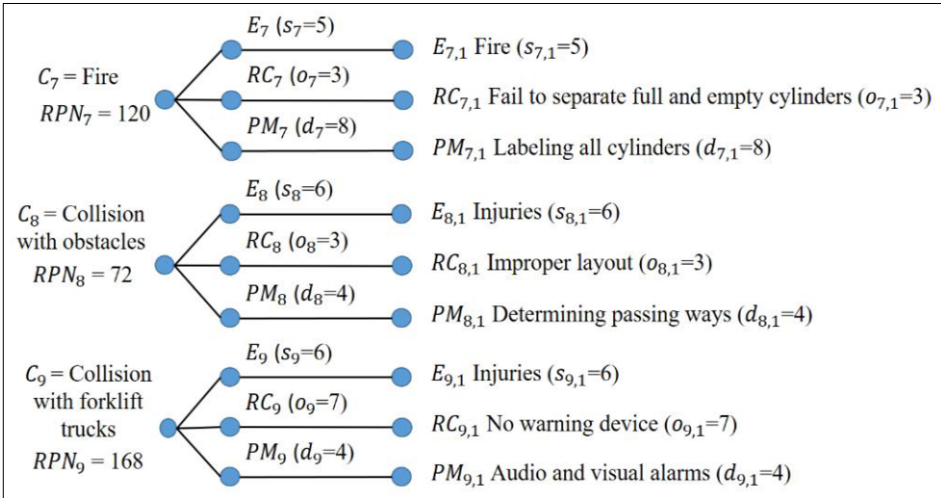 C₇ = Fire
RPN₇ = 120
E₇ (s₇=5)
E₇,₁ Fire (s₇,₁=5)
RC₇ (o₇=3)
RC₇,₁ Fail to separate full and empty cylinders (o₇,₁=3)
PM₇ (d₇=8)
PM₇,₁ Labeling all cylinders (d₇,₁=8)
C₈ = Collision
with obstacles
RPN₈ = 72
E₈ (s₈=6)
E₈,₁ Injuries (s₈,₁=6)
RC₈ (o₈=3)
RC₈,₁ Improper layout (o₈,₁=3)
PM₈ (d₈=4)
PM₈,₁ Determining passing ways (d₈,₁=4)
C₉ = Collision
with forklift
trucks
RPN₉ = 168
E₉ (s₉=6)
E₉,₁ Injuries (s₉,₁=6)
RC₉ (o₉=7)
RC₉,₁ No warning device (o₉,₁=7)
PM₉ (d₉=4)
PM₉,₁ Audio and visual alarms (d₉,₁=4)